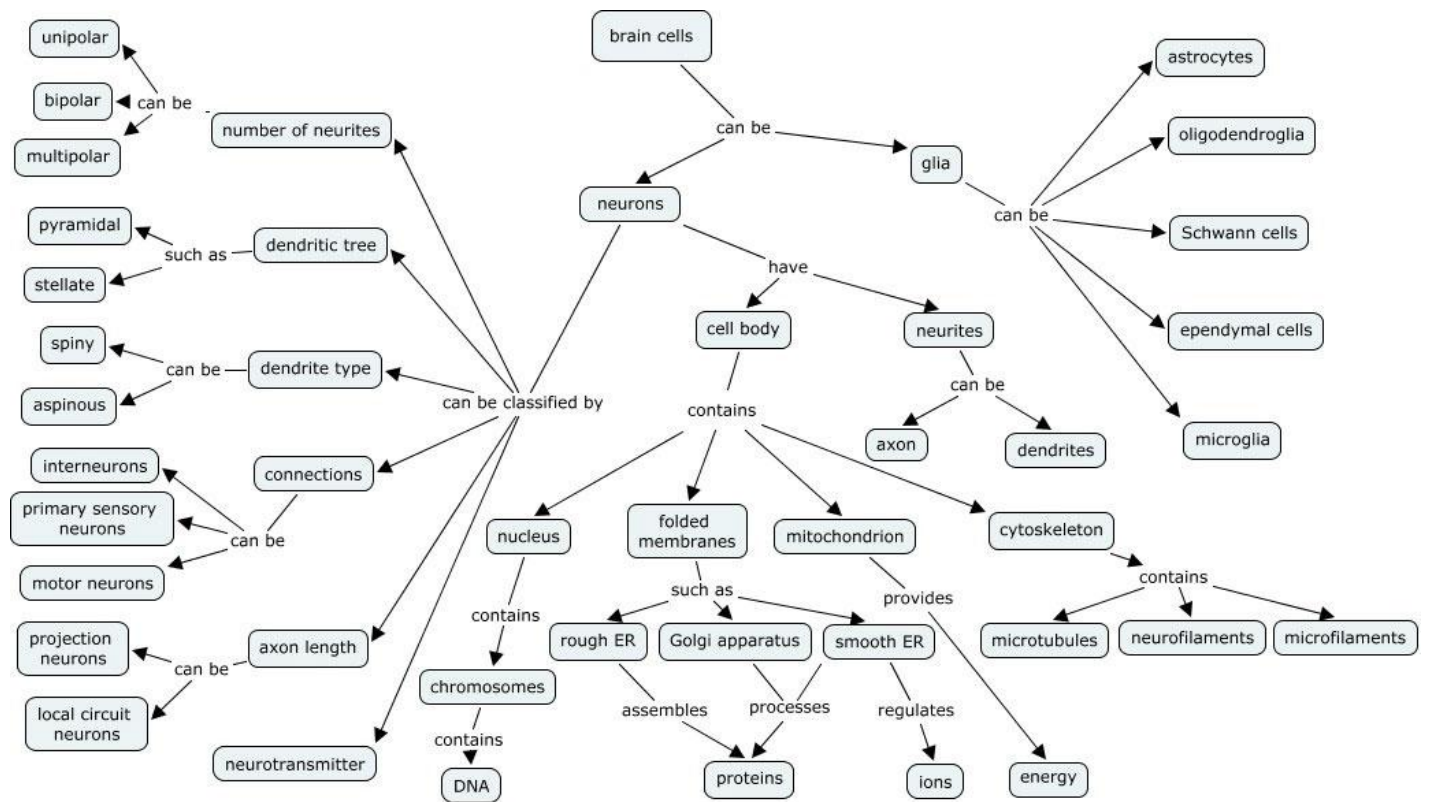 brain cells
can be
neurons
glia
can be
astrocytes
oligodendroglia
Schwann cells
ependymal cells
microglia
unipolar
bipolar
multipolar
can be
number of neurites
pyramidal
stellate
such as
dendritic tree
spiny
aspinous
can be
dendrite type
can be classified by
interneurons
primary sensory
neurons
motor neurons
can be
connections
projection
neurons
local circuit
neurons
can be
axon length
neurotransmitter
have
cell body
neurites
can be
axon
dendrites
contains
nucleus
folded
membranes
mitochondrion
cytoskeleton
contains
chromosomes
contains
DNA
such as
rough ER
Golgi apparatus
smooth ER
assembles
processes
regulates
proteins
ions
provides
energy
contains
microtubules
neurofilaments
microfilaments